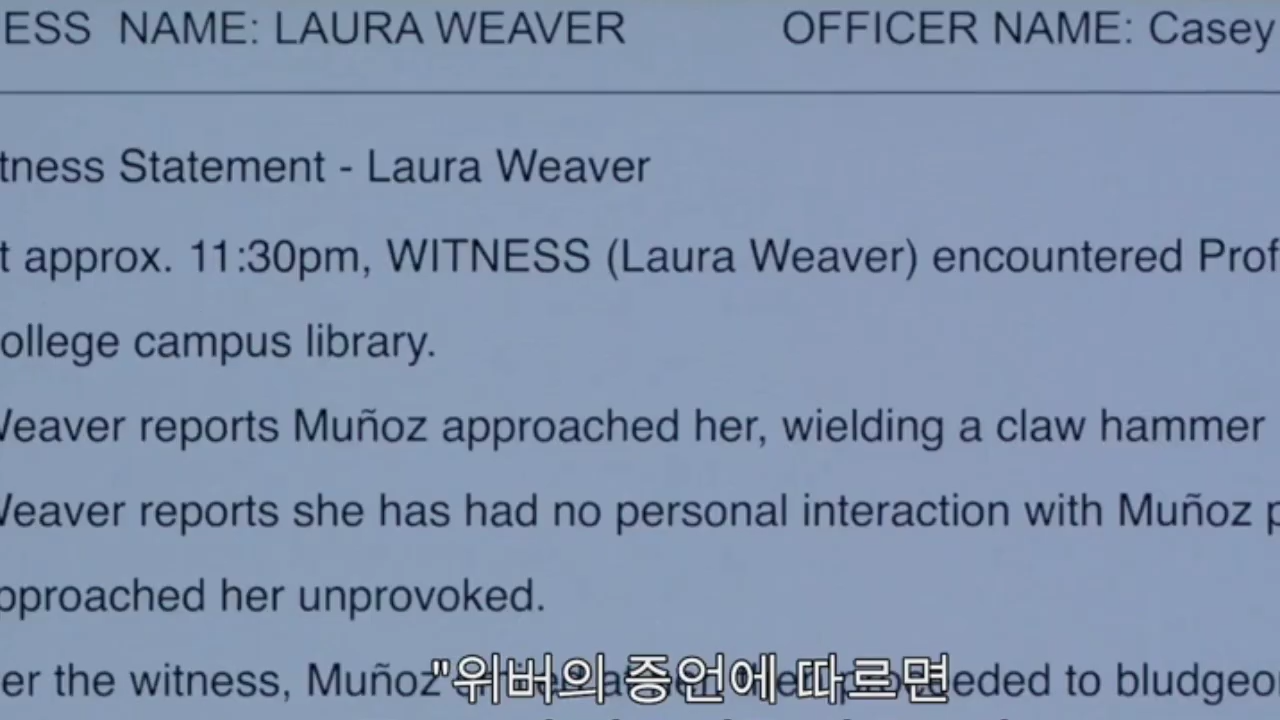 ESS NAME: LAURA WEAVER OFFICER NAME: Casey
tness Statement - Laura Weaver
t approx. 11:30pm, WITNESS (Laura Weaver) encountered Prof
ollege campus library.
Weaver reports Muñoz approached her, wielding a claw hammer
Weaver reports she has had no personal interaction with Muñoz p
pproached her unprovoked.
er the witness, Muñoz eded to bludgeo
"위버의 증언에 따르면